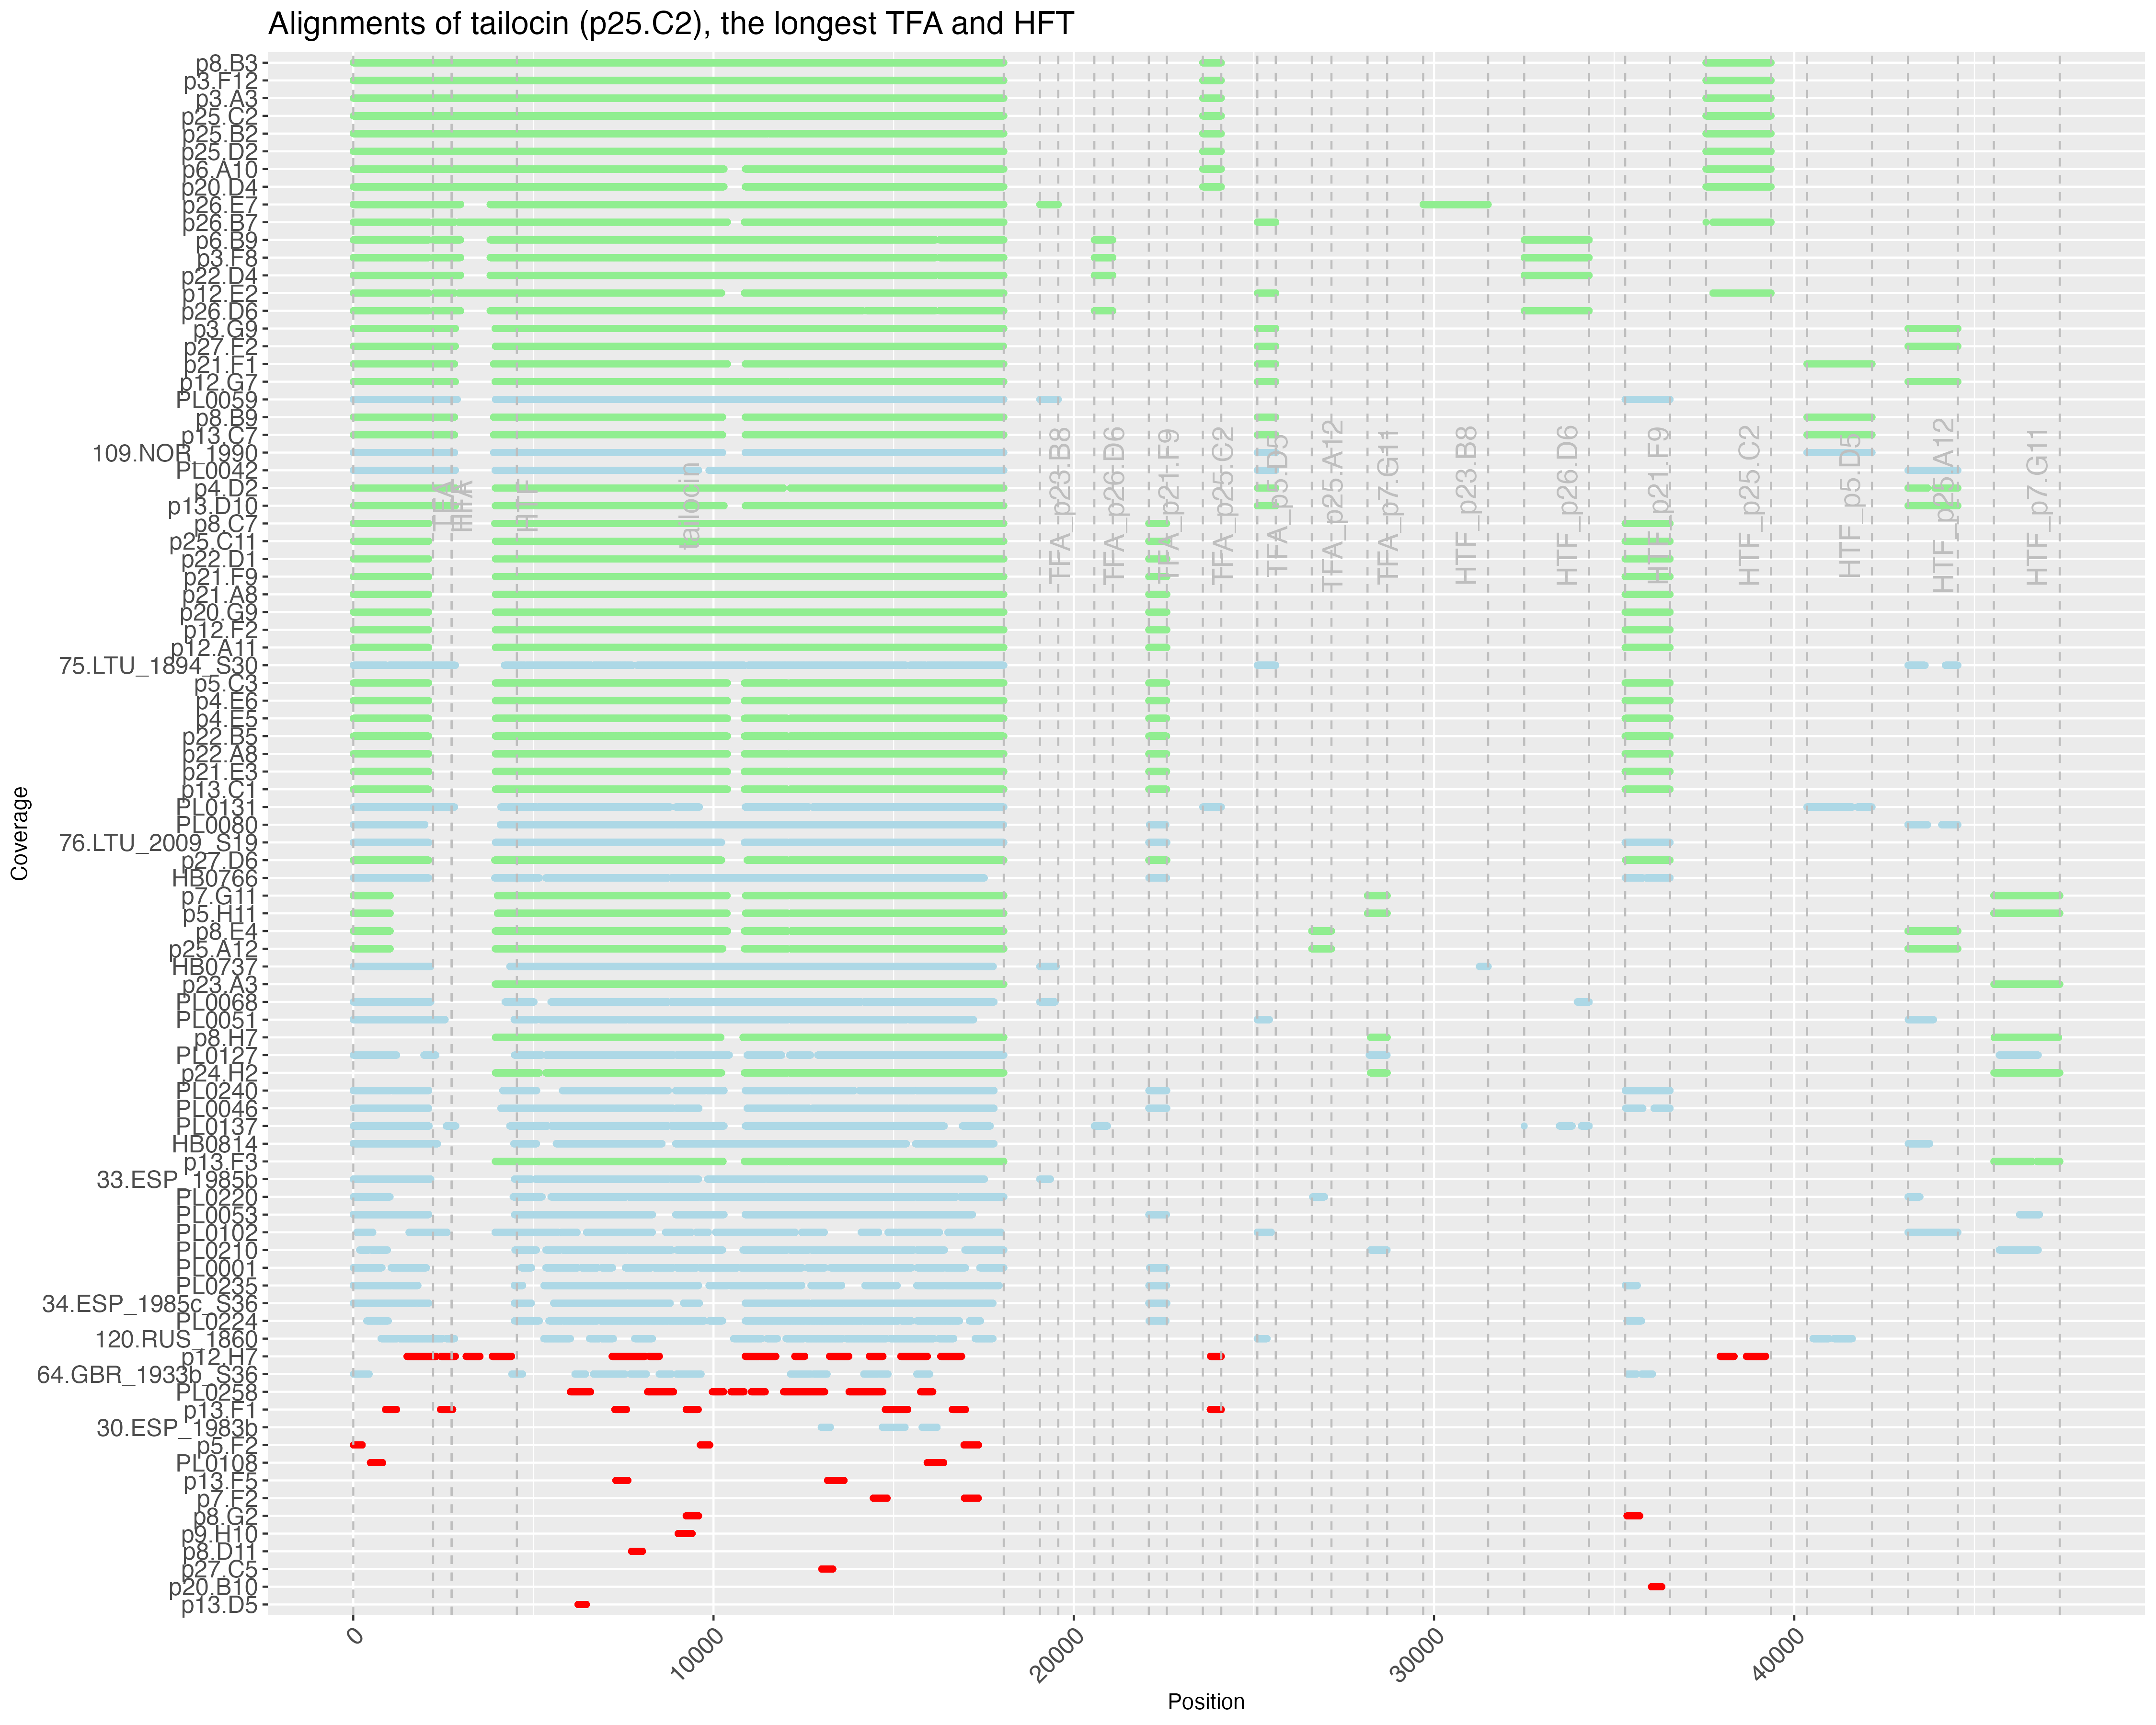 Alignments of tailocin (p25.C2), the longest TFA and HFT
Coverage
p8.B3
p3.F12
p3.A3
p25.C2
p25.B2
p25.D2
p6.A10
p20.D4
p26.E7
p26.B7
p6.B9
p3.F8
p22.D4
p12.E2
p26.D6
p3.G9
p27.F2
p21.F1
p12.G7
PL0059
p8.B9
p13.C7
109.NOR_1990
PL0042
p4.D2
p13.D10
p8.C7
p25.C11
p22.D1
p21.F9
p21.A8
p20.G9
p12.F2
p12.A11
75.LTU_1894_S30
p5.C3
p4.E6
p4.E5
p22.B5
p22.A8
p21.E3
p13.C1
PL0131
PL0080
76.LTU_2009_S19
p27.D6
HB0766
p7.G11
p5.H11
p8.E4
p25.A12
HB0737
p23.A3
PL0068
PL0051
p8.H7
PL0127
p24.H2
PL0240
PL0046
PL0137
HB0814
p13.F3
33.ESP_1985b
PL0220
PL0053
PL0102
PL0210
PL0001
PL0235
34.ESP_1985c_S36
PL0224
120.RUS_1860
p12.H7
64.GBR_1933b_S36
PL0258
p13.F1
30.ESP_1983b
p5.F2
PL0108
p13.E5
p7.F2
p8.G2
p9.H10
p8.D11
p27.C5
p20.B10
p13.D5
TFA
HTF
tailocin
TFA_p23.B8
TFA_p26.D6
TFA_p21.F9
TFA_p25.C2
TFA_p5.D5
TFA_p25.A12
TFA_p7.G11
HTF_p23.B8
HTF_p26.D6
HTF_p21.F9
HTF_p25.C2
HTF_p5.D5
HTF_p25.A12
HTF_p7.G11
0
10000
20000
30000
40000
Position